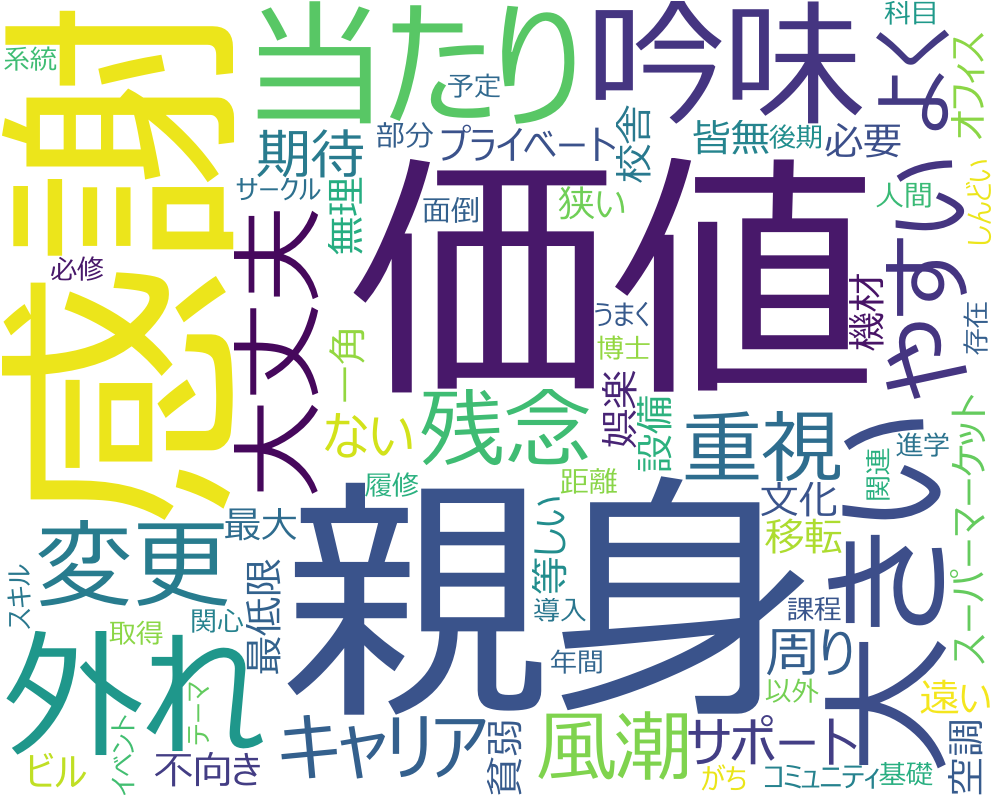 感謝
当たり
吟味
よく
科目
オフィス
系統
予定
部分
プライベート
校舎
皆無
後期
必要
期待
サークル
無理
面倒
狭い
人間
しんどい
必修
大丈夫
価値
やすい
機材
存在
うまく
博士
一角
娯楽
ない
残念
設備
重視
進学
スーパーマーケット
関連
履修
距離
文化
移転
変更
最大
等しい
親身
大きい
スキル
最低限
関心
取得
導入
課程
外れ
年間
周り
以外
遠い
テーマ
イベント
キャリア
貧弱
風潮
サポート
空調
ビル
不向き
がち
コミュニティ
基礎